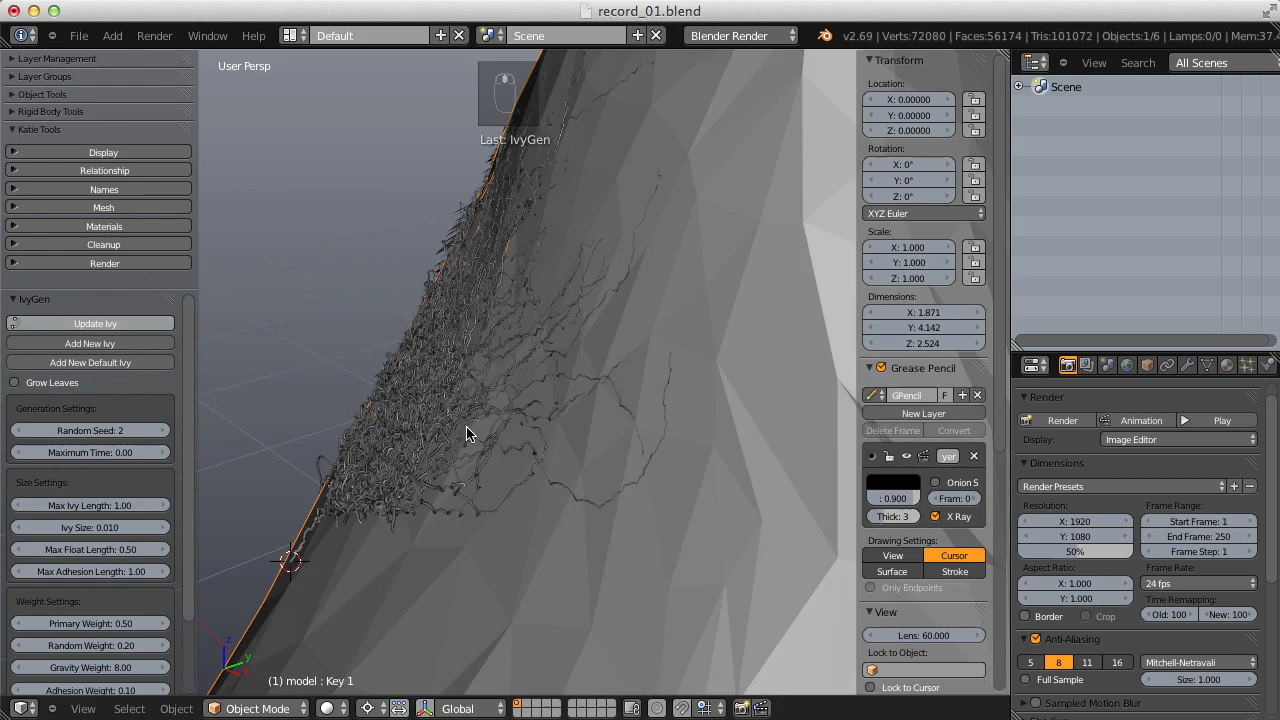 record_01.blend
File Add Render Window Help Default Scene Blender Render v2.69 | Verts:72080 | Faces:56174 | Tris:101072 | Objects:1/6 | Lamps:0/0 | Mem:37.4
Layer Management
Layer Groups
Object Tools
Rigid Body Tools
Katie Tools
Display
Relationship
Names
Mesh
Materials
Cleanup
Render
IvyGen
Update Ivy
Add New Ivy
Add New Default Ivy
Grow Leaves
Generation Settings:
Random Seed: 2
Maximum Time: 0.00
Size Settings:
Max Ivy Length: 1.00
Ivy Size: 0.010
Max Float Length: 0.50
Max Adhesion Length: 1.00
Weight Settings:
Primary Weight: 0.50
Random Weight: 0.20
Gravity Weight: 8.00
Adhesion Weight: 0.10
User Persp
Last: IvyGen
z
y
x
(1) model : Key 1
View Select Object Object Mode Global
Transform
Location:
X: 0.00000
Y: 0.00000
Z: 0.00000
Rotation:
X: 0°
Y: 0°
Z: 0°
XYZ Euler
Scale:
X: 1.000
Y: 1.000
Z: 1.000
Dimensions:
X: 1.871
Y: 4.142
Z: 2.524
Grease Pencil
GPencil F
New Layer
Delete Frame Convert
yer
Onion S
: 0.900 Fram: 0
Thick: 3 X Ray
Drawing Settings:
View Cursor
Surface Stroke
Only Endpoints
View
Lens: 60.000
Lock to Object:
Lock to Cursor
View Search All Scenes
Scene
Render
Render Animation Play
Display: Image Editor
Dimensions
Render Presets
Resolution: Frame Range:
X: 1920 Start Frame: 1
Y: 1080 End Frame: 250
50% Frame Step: 1
Aspect Ratio: Frame Rate:
X: 1.000 24 fps
Y: 1.000 Time Remapping:
Border Crop Old: 100 New: 100
Anti-Aliasing
5 8 11 16 Mitchell-Netravali
Full Sample Size: 1.000
Sampled Motion Blur